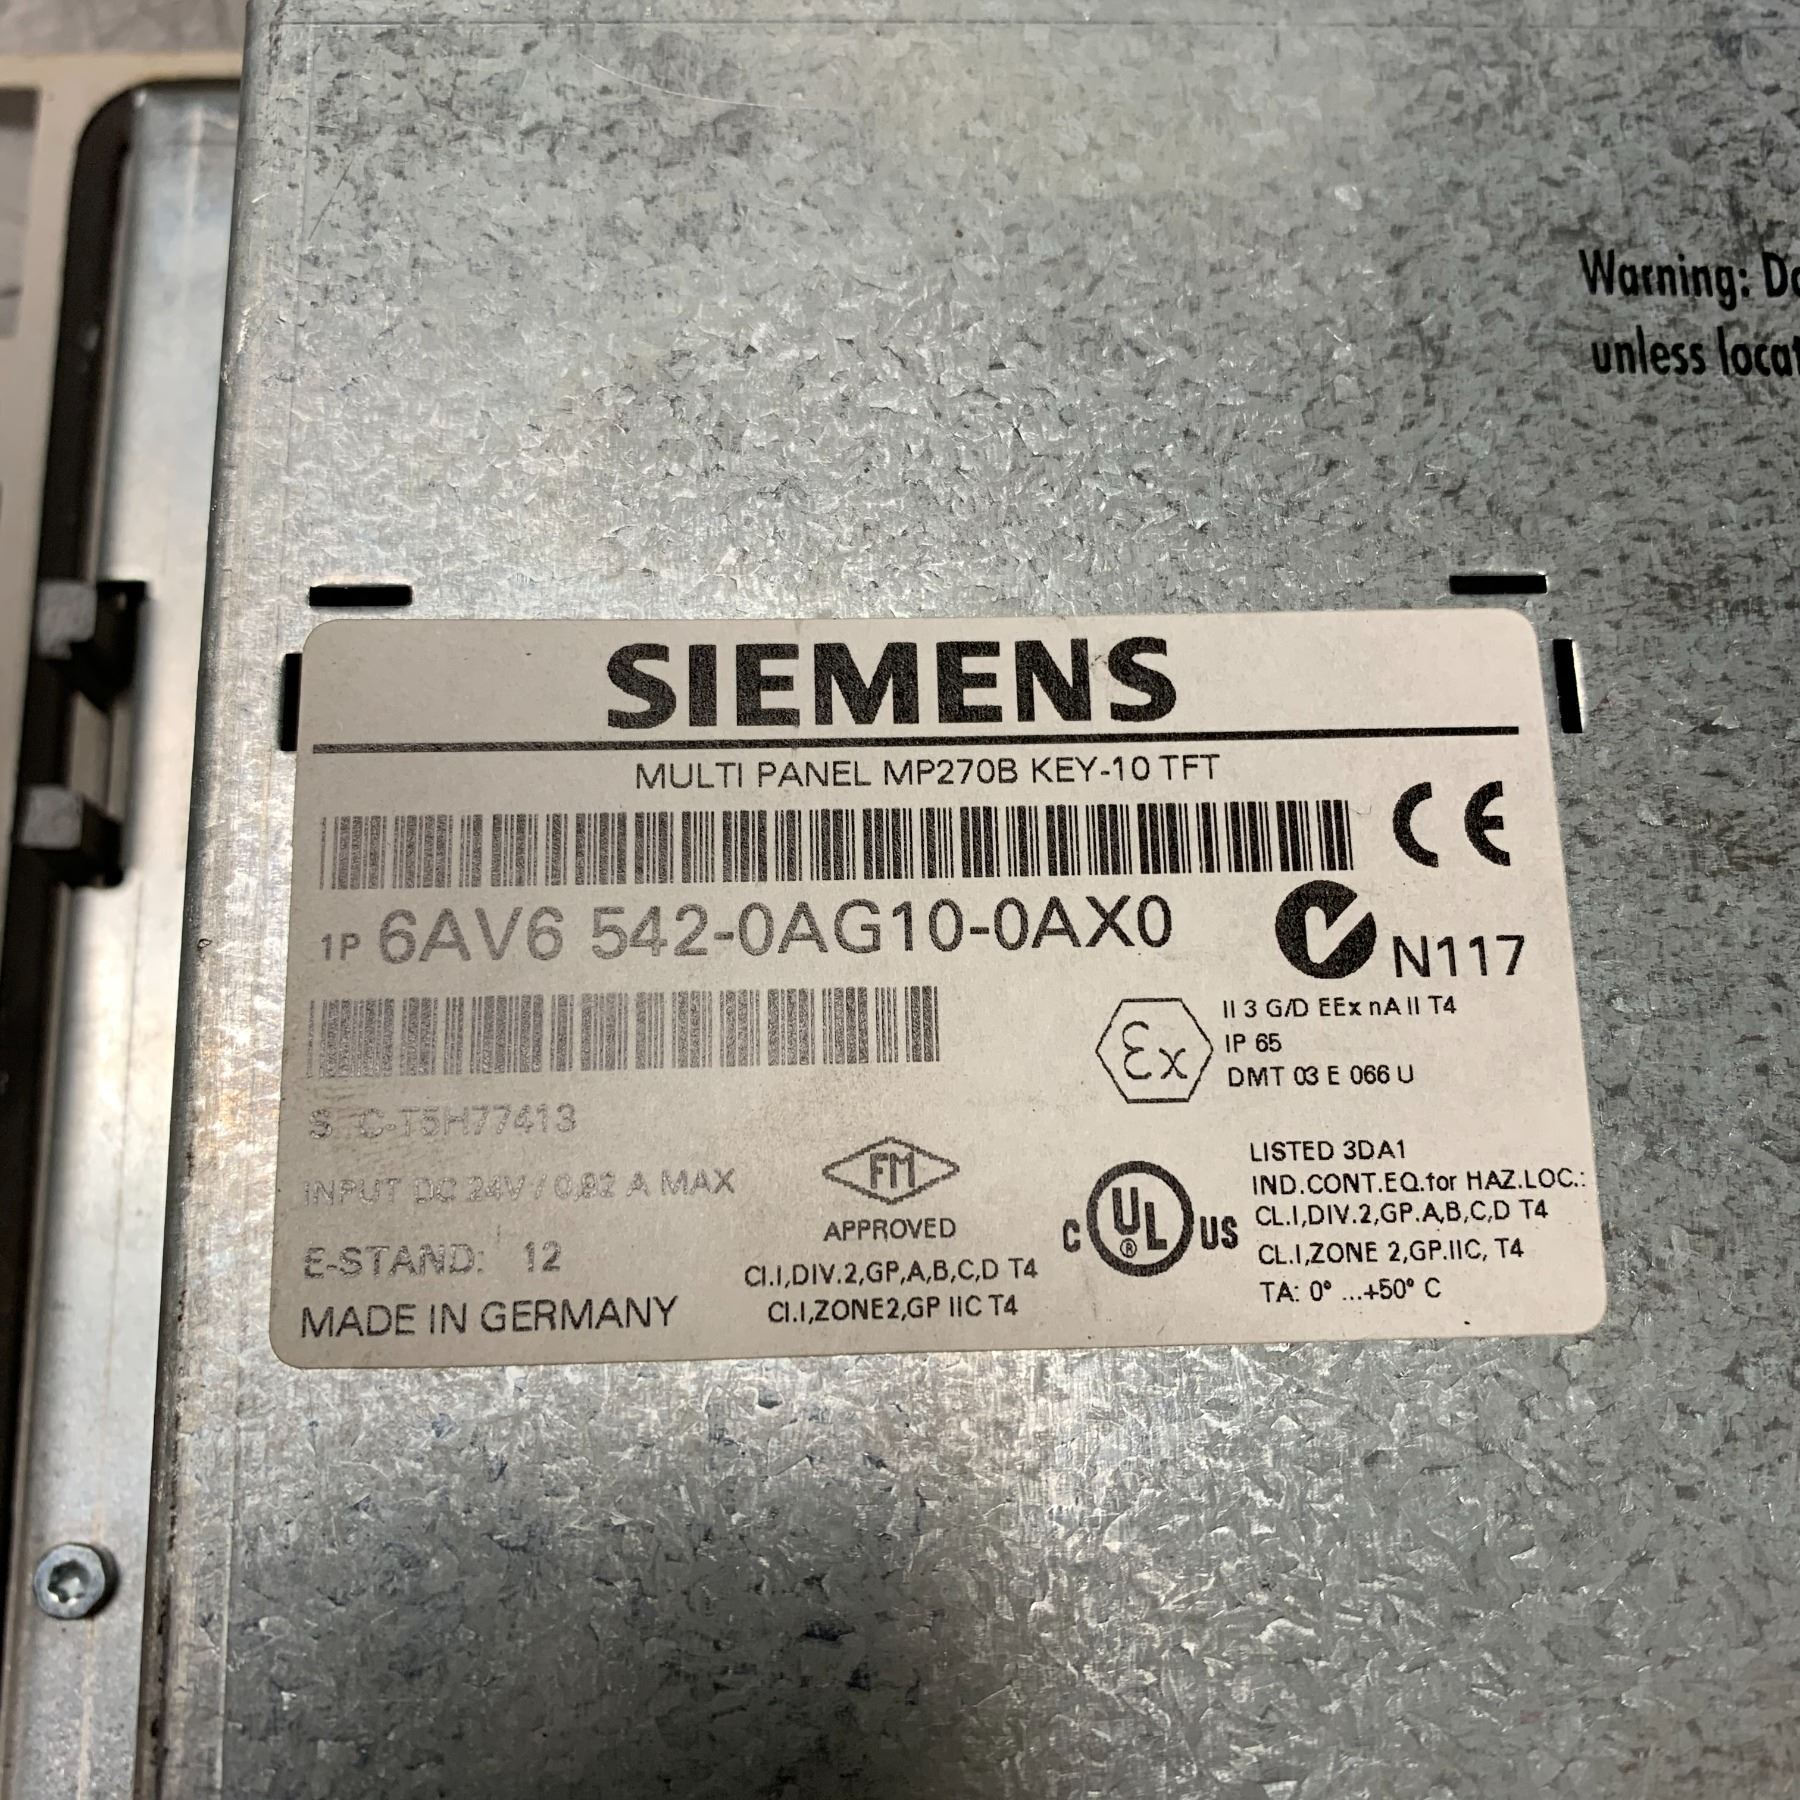 Warning: Do
unless locat
SIEMENS
MULTI PANEL MP270B KEY-10 TFT
CE
1P 6AV6 542-0AG10-0AX0
N117
Ex
II 3 G/D EEx nA II T4
IP 65
DMT 03 E 066 U
S C-T5H77413
INPUT DC 24V / 0,82 A MAX
E-STAND: 12
MADE IN GERMANY
FM
APPROVED
Cl.I,DIV.2,GP,A,B,C,D T4
Cl.I,ZONE2,GP IIC T4
C UL ® US
LISTED 3DA1
IND.CONT.EQ.for HAZ.LOC.:
CL.I,DIV.2,GP.A,B,C,D T4
CL.I,ZONE 2,GP.IIC, T4
TA: 0° ...+50° C